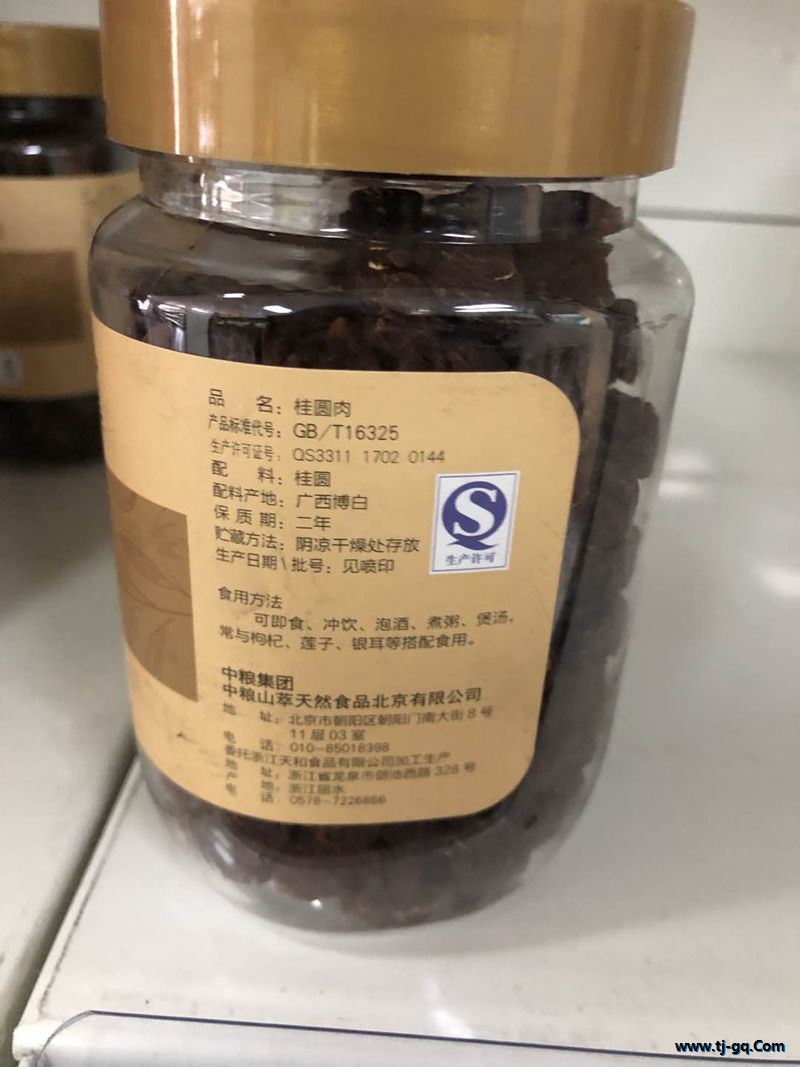 品 名：桂圆肉
产品标准代号：GB/T16325
生产许可证号：QS3311 1702 0144
配 料：桂圆
配料产地：广西博白
保 质 期：二年
贮藏方法：阴凉干燥处存放
生产日期\批号：见喷印
S
生产许可
食用方法
可即食、冲饮、泡酒、煮粥、煲汤、
常与枸杞、莲子、银耳等搭配食用。
中粮集团
中粮山萃天然食品北京有限公司
地 址：北京市朝阳区朝阳门南大街8号
11层03室
电 话：010-85018398
委托浙江天和食品有限公司加工生产
地 址：浙江省龙泉市剑池西路328号
产 地：浙江丽水
电 话：0578-7226866
www.tj-gq.Com